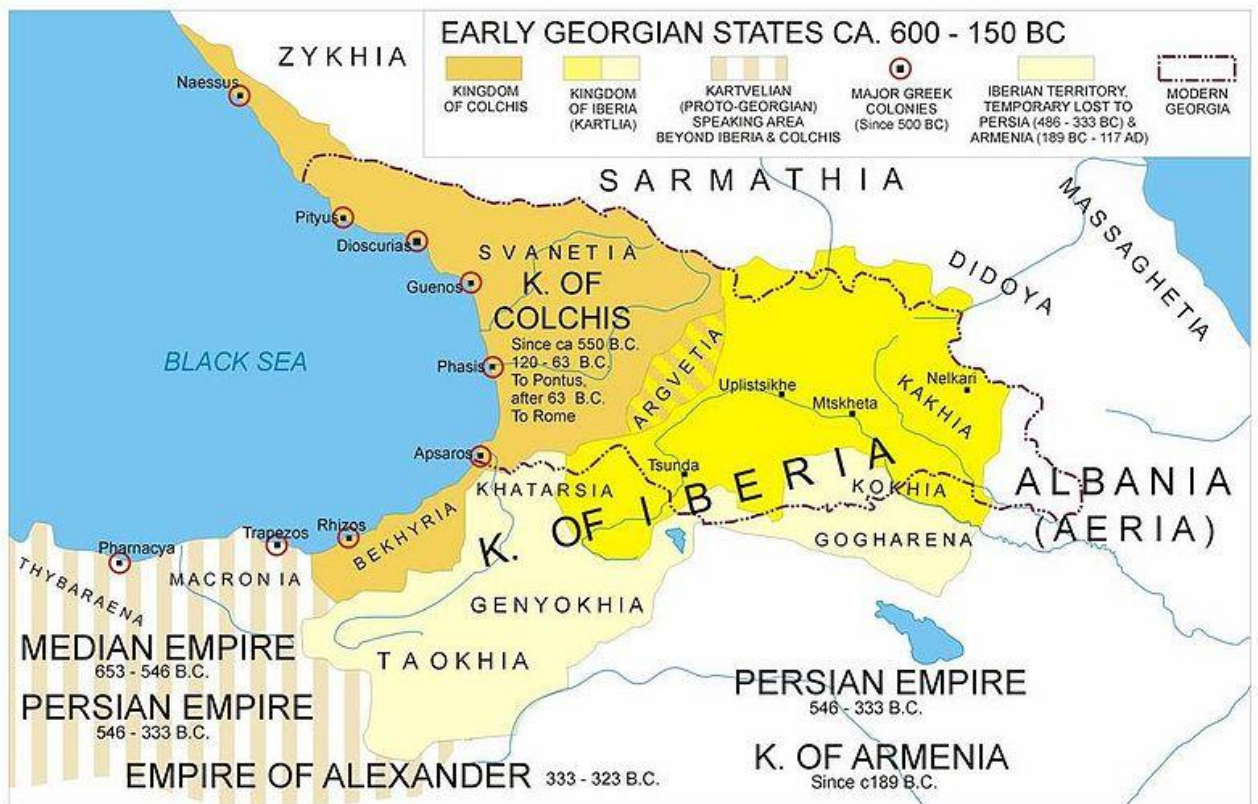 EARLY GEORGIAN STATES CA. 600 - 150 BC
KINGDOM
OF COLCHIS
KINGDOM
OF IBERIA
(KARTLIA)
KARTVELIAN
(PROTO-GEORGIAN)
SPEAKING AREA
BEYOND IBERIA & COLCHIS
MAJOR GREEK
COLONIES
(Since 500 BC)
IBERIAN TERRITORY,
TEMPORARY LOST TO
PERSIA (486 - 333 BC) &
ARMENIA (189 BC - 117 AD)
MODERN
GEORGIA
ZYKHIA
Naessus
SARMATHIA
MASSAGHETIA
Pityus
Dioscurias
SVANETIA
DIDOYA
Guenos
K. OF
COLCHIS
Since ca 550 B.C.
120 - 63 B.C.
To Pontus,
after 63 B.C.
To Rome
BLACK SEA
Phasis
ARGVETIA
Uplistsikhe
Mtskheta
Nelkari
KAKHIA
Apsaros
Tsunda
KHATARSIA
K. OF IBERIA
KOKHIA
ALBANIA
(AERIA)
GOGHARENA
Pharnacya
Trapezos
Rhizos
BEKHYRIA
THYBARAENA
MACRONIA
GENYOKHIA
TAOKHIA
MEDIAN EMPIRE
653 - 546 B.C.
PERSIAN EMPIRE
546 - 333 B.C.
PERSIAN EMPIRE
546 - 333 B.C.
EMPIRE OF ALEXANDER 333 - 323 B.C.
K. OF ARMENIA
Since c189 B.C.